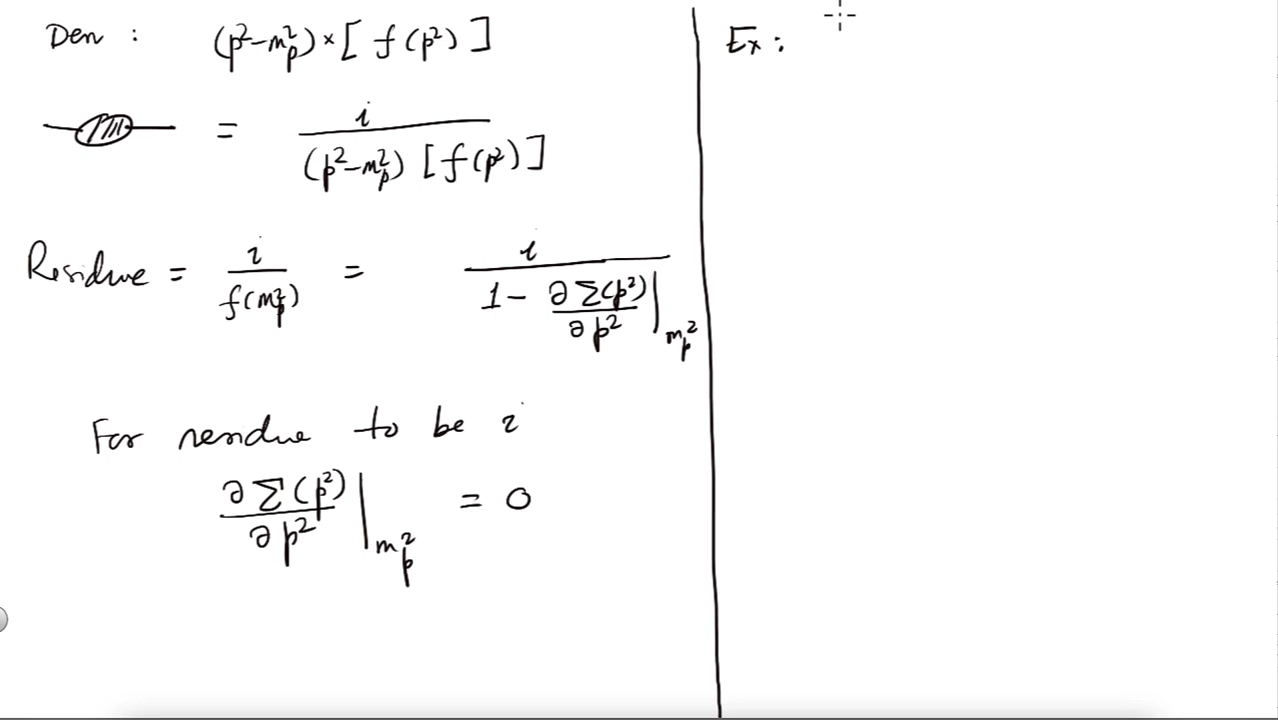 Den : (p²-m_p²) × [ f(p²) ]
= i / (p²-m_p²) [f(p²)]
Residue = i / f(m_p²) = i / 1 - ∂Σ(p²)/∂p² |_{m_p²}
For residue to be i
∂Σ(p²)/∂p² |_{m_p²} = 0
Ex :